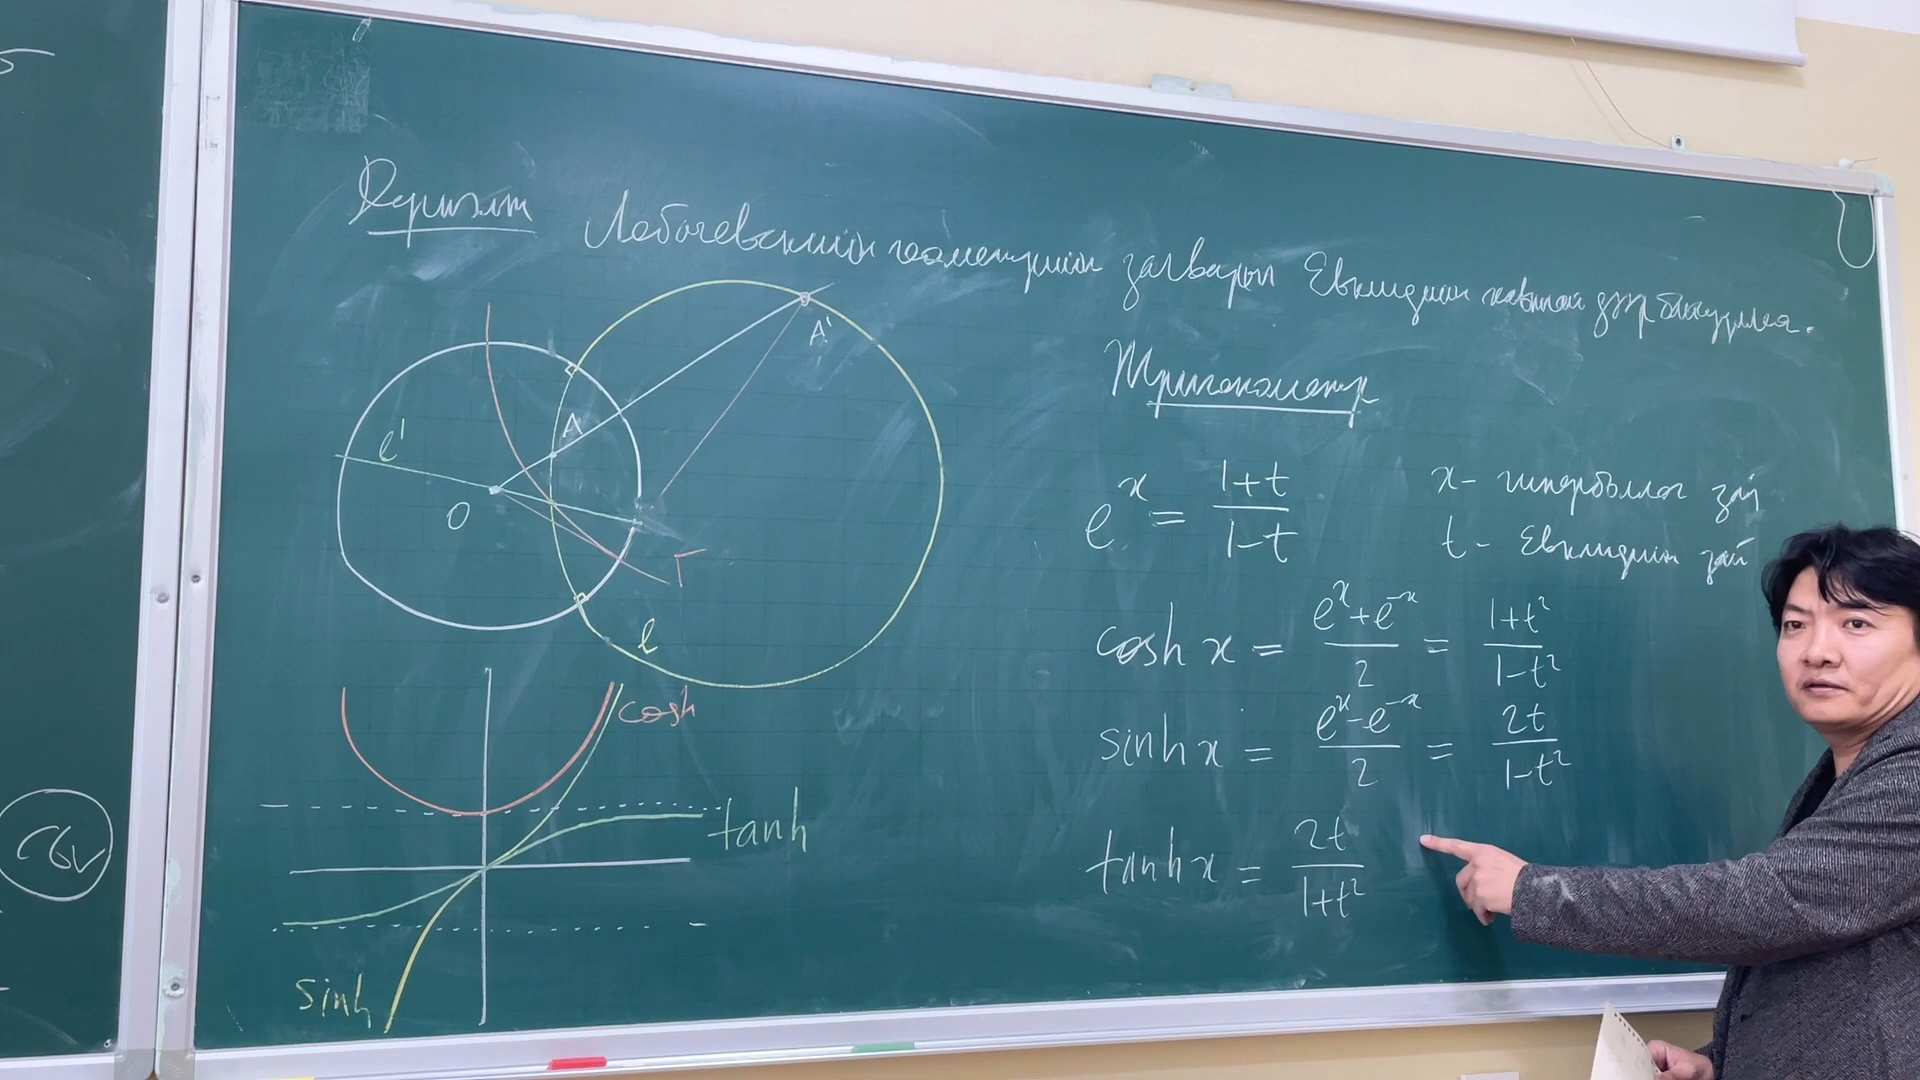 Лобачевскийн геометрийн загварыг Евклидийн хавтгай дээр байгуулъя.
A'
Тригонометр
A
l'
e^x = (1+t)/(1-t)
x - гиперболлог зай
O
t - Евклидийн зай
Γ
cosh x = (e^x + e^-x)/2 = (1+t²)/(1-t²)
l
cosh
sinh x = (e^x - e^-x)/2 = 2t/(1-t²)
tanh
tanh x = 2t/(1+t²)
sinh